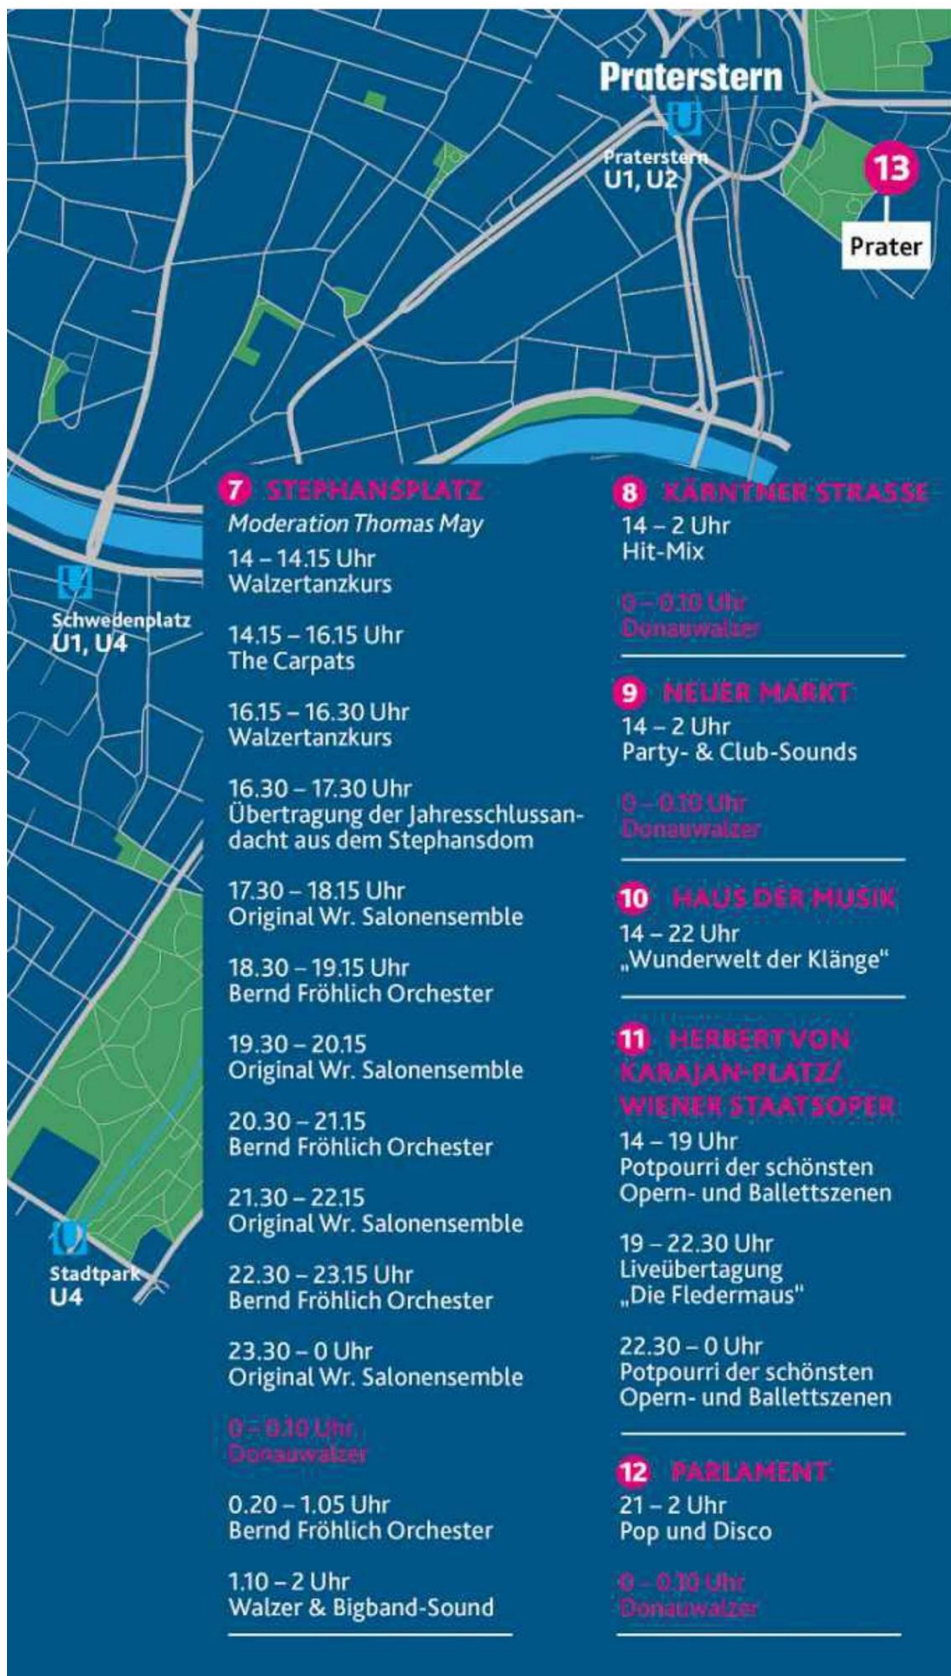 Praterstern
Praterstern
U1, U2
13
Prater
Schwedenplatz
U1, U4
Stadtpark
U4
7 STEPHANSPLATZ
Moderation Thomas May
14 – 14.15 Uhr
Walzertanzkurs
14.15 – 16.15 Uhr
The Carpats
16.15 – 16.30 Uhr
Walzertanzkurs
16.30 – 17.30 Uhr
Übertragung der Jahresschlussan-
dacht aus dem Stephansdom
17.30 – 18.15 Uhr
Original Wr. Salonensemble
18.30 – 19.15 Uhr
Bernd Fröhlich Orchester
19.30 – 20.15
Original Wr. Salonensemble
20.30 – 21.15
Bernd Fröhlich Orchester
21.30 – 22.15
Original Wr. Salonensemble
22.30 – 23.15 Uhr
Bernd Fröhlich Orchester
23.30 – 0 Uhr
Original Wr. Salonensemble
0 – 0.10 Uhr
Donauwalzer
0.20 – 1.05 Uhr
Bernd Fröhlich Orchester
1.10 – 2 Uhr
Walzer & Bigband-Sound
8 KÄRNTNER STRASSE
14 – 2 Uhr
Hit-Mix
0 – 0.10 Uhr
Donauwalzer
9 NEUER MARKT
14 – 2 Uhr
Party- & Club-Sounds
0 – 0.10 Uhr
Donauwalzer
10 HAUS DER MUSIK
14 – 22 Uhr
„Wunderwelt der Klänge“
11 HERBERT VON
KARAJAN-PLATZ/
WIENER STAATSOPER
14 – 19 Uhr
Potpourri der schönsten
Opern- und Ballettszenen
19 – 22.30 Uhr
Liveübertagung
„Die Fledermaus“
22.30 – 0 Uhr
Potpourri der schönsten
Opern- und Ballettszenen
12 PARLAMENT
21 – 2 Uhr
Pop und Disco
0 – 0.10 Uhr
Donauwalzer